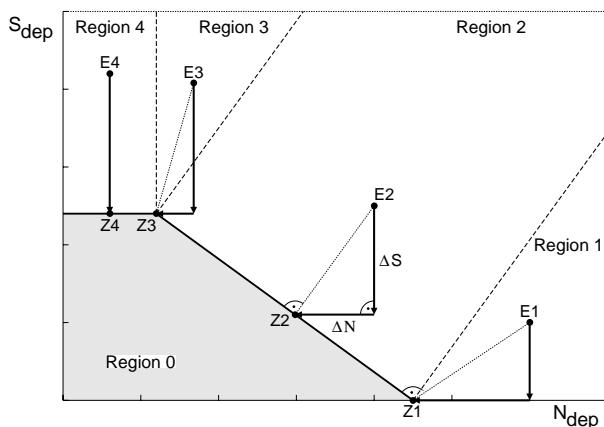 S_dep
Region 4
Region 3
Region 2
E4
E3
E2
Z4
Z3
ΔS
Region 1
Z2
ΔN
E1
Region 0
Z1
N_dep